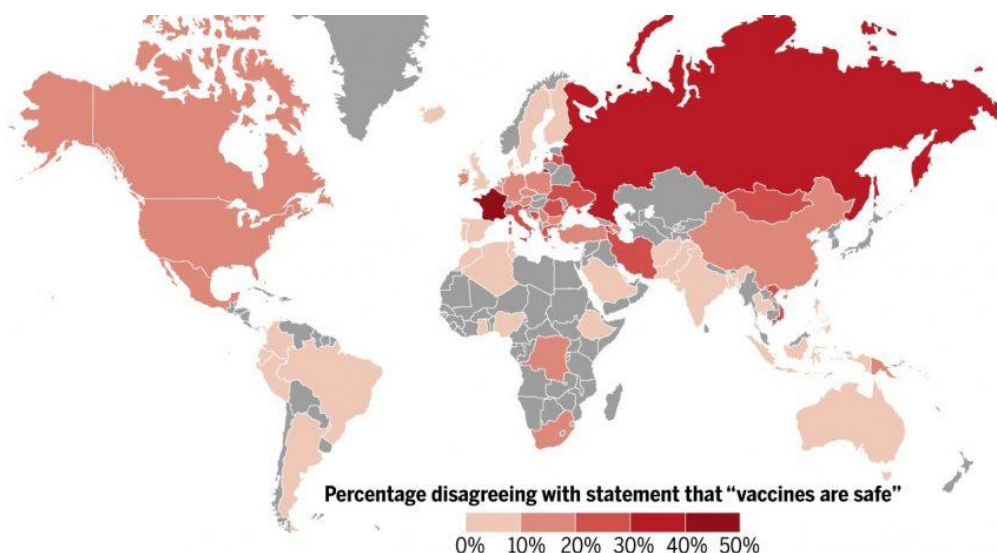 Percentage disagreeing with statement that “vaccines are safe”
0% 10% 20% 30% 40% 50%